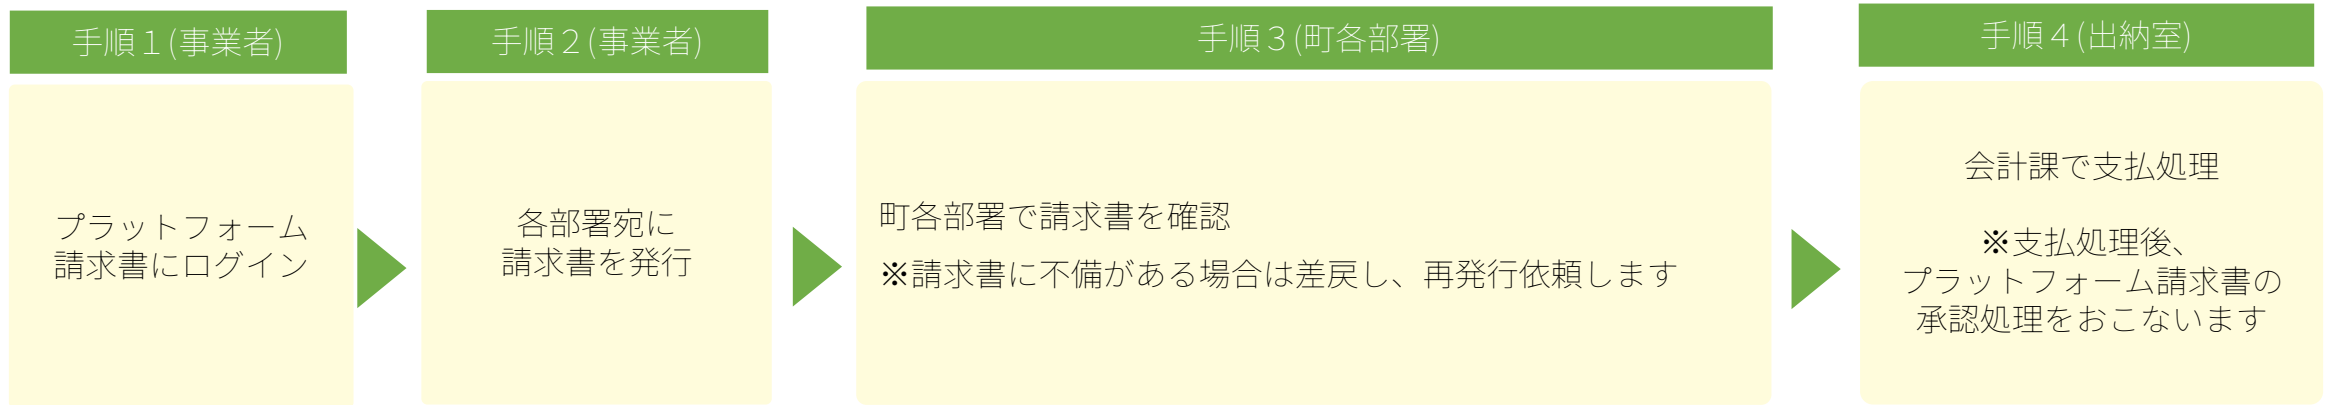 手順１(事業者)
プラットフォーム
請求書にログイン
手順２(事業者)
各部署宛に
請求書を発行
手順３(町各部署)
町各部署で請求書を確認
※請求書に不備がある場合は差戻し、再発行依頼します
手順４(出納室)
会計課で支払処理
※支払処理後、
プラットフォーム請求書の
承認処理をおこないます